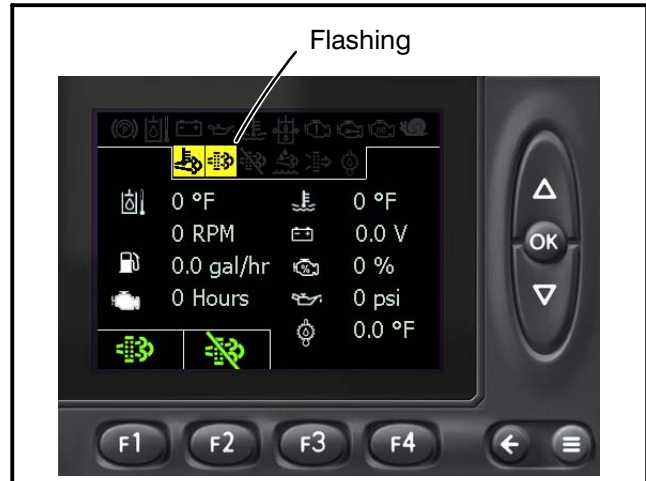 Flashing
0 °F
0 °F
0 RPM
0.0 V
0.0 gal/hr
0 %
0 Hours
0 psi
0.0 °F
OK
F1
F2
F3
F4